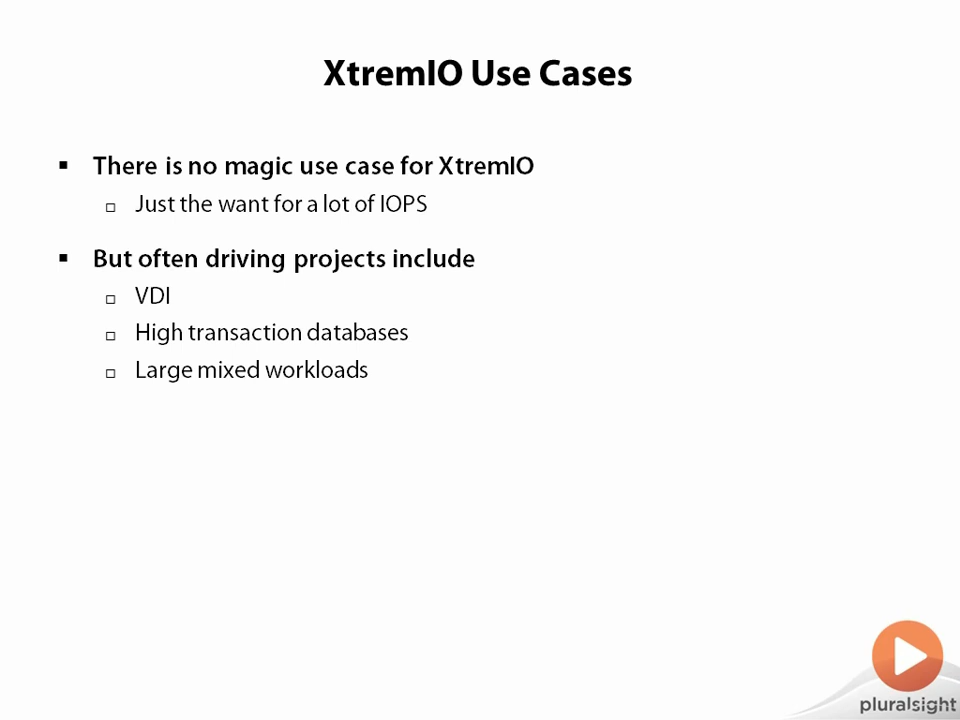 XtremIO Use Cases
▪ There is no magic use case for XtremIO
▫ Just the want for a lot of IOPS
▪ But often driving projects include
▫ VDI
▫ High transaction databases
▫ Large mixed workloads
pluralsight